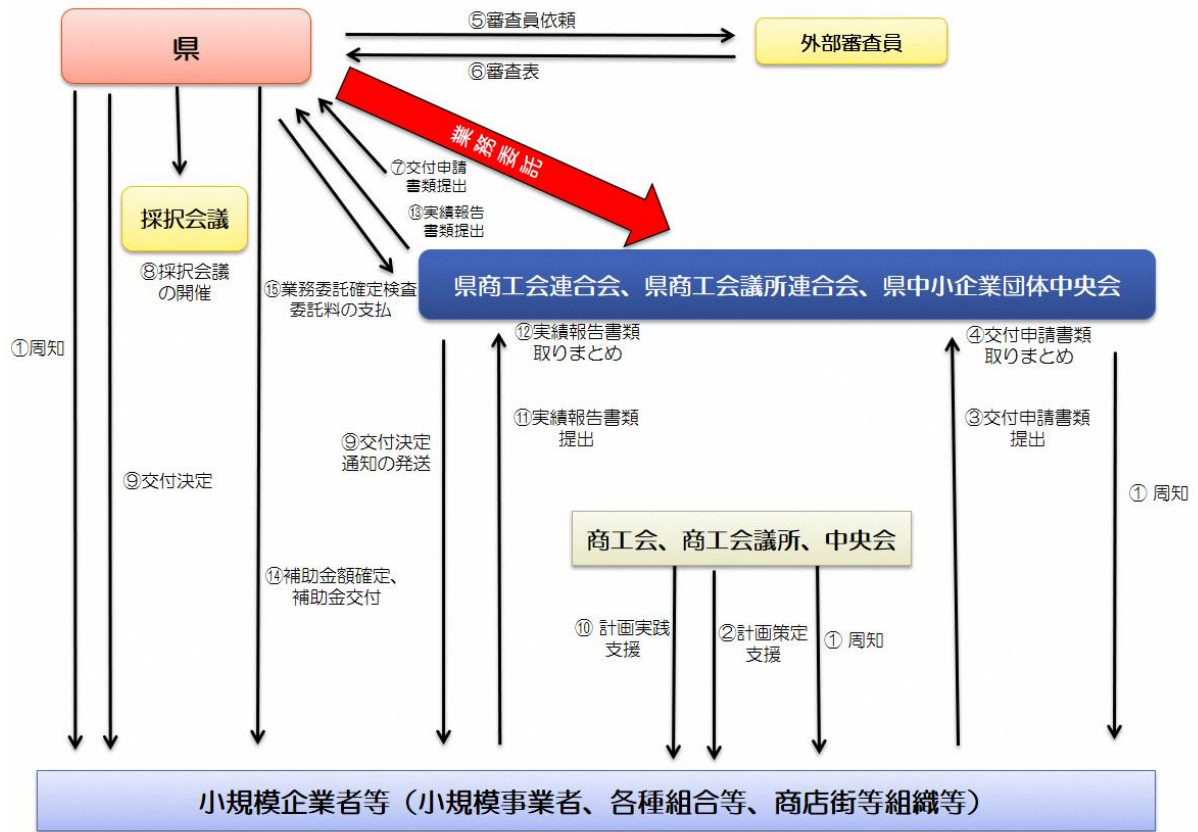 県
⑤審査員依頼
外部審査員
⑥審査表
業務委託
⑦交付申請
書類提出
採択会議
⑬実績報告
書類提出
⑧採択会議
の開催
⑮業務委託確定検査
委託料の支払
県商工会連合会、県商工会議所連合会、県中小企業団体中央会
①周知
⑫実績報告書類
取りまとめ
④交付申請書類
取りまとめ
⑪実績報告書類
提出
③交付申請書類
提出
⑨交付決定
⑨交付決定
通知の発送
① 周知
商工会、商工会議所、中央会
⑭補助金額確定、
補助金交付
⑩ 計画実践
支援
②計画策定
支援
① 周知
小規模企業者等（小規模事業者、各種組合等、商店街等組織等）